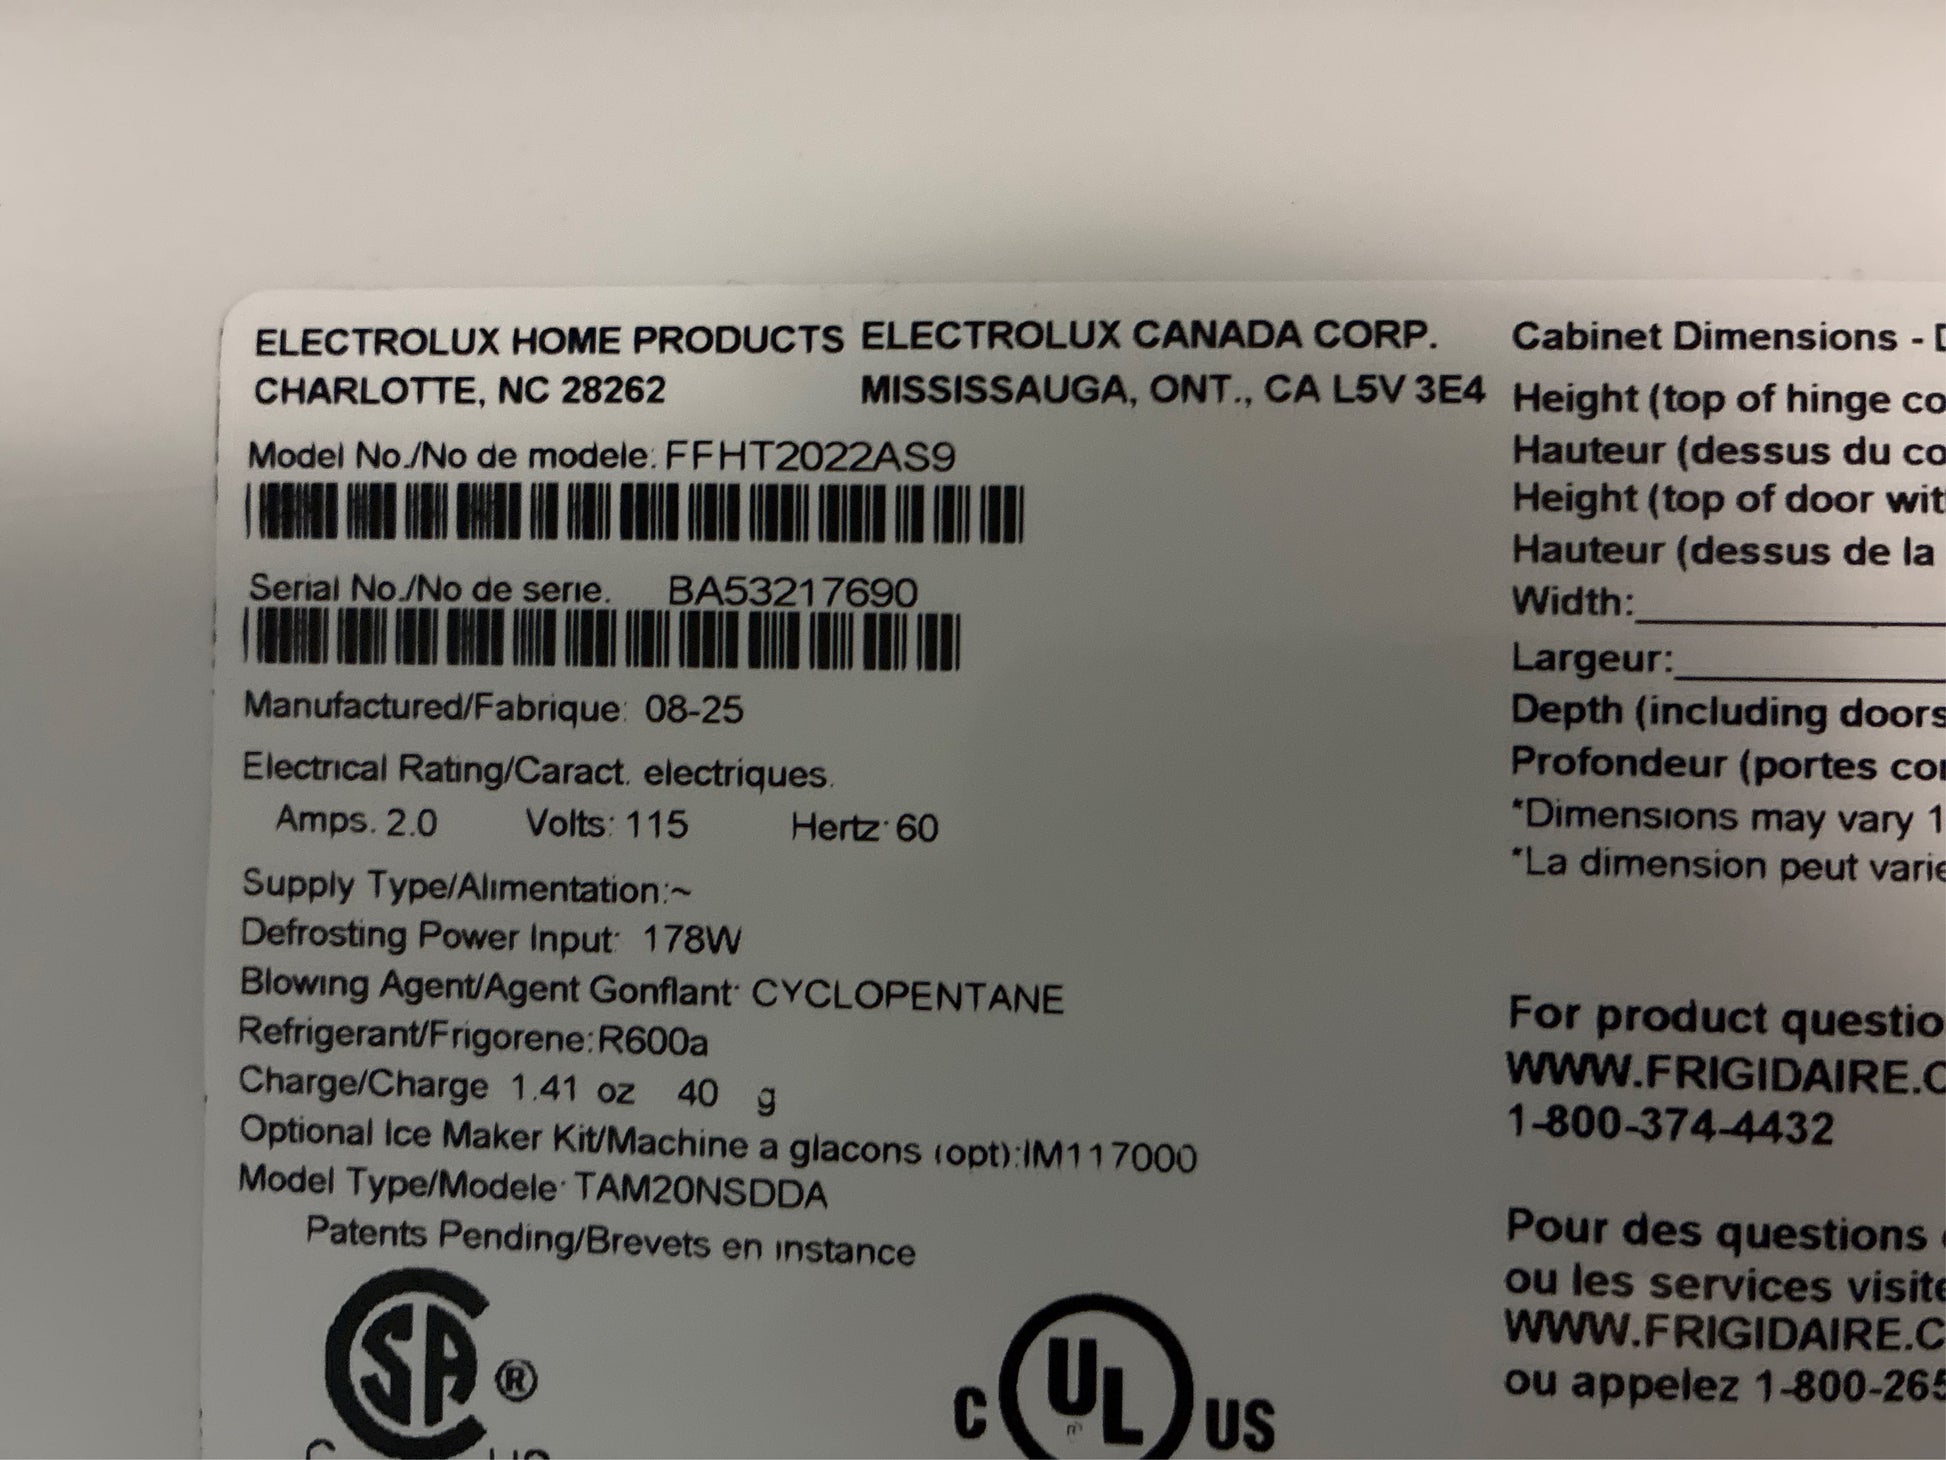 ELECTROLUX HOME PRODUCTS
CHARLOTTE, NC 28262
ELECTROLUX CANADA CORP.
MISSISSAUGA, ONT., CA L5V 3E4
Model No./No de modele: FFHT2022AS9
Serial No./No de serie. BA53217690
Manufactured/Fabrique: 08-25
Electrical Rating/Caract. electriques.
Amps. 2.0 Volts: 115 Hertz: 60
Supply Type/Alimentation:~
Defrosting Power Input: 178W
Blowing Agent/Agent Gonflant: CYCLOPENTANE
Refrigerant/Frigorene:R600a
Charge/Charge 1.41 oz 40 g
Optional Ice Maker Kit/Machine a glacons (opt):IM117000
Model Type/Modele: TAM20NSDDA
Patents Pending/Brevets en instance
SA ®
C UL US
Cabinet Dimensions -
Height (top of hinge
Hauteur (dessus du
Height (top of door
Hauteur (dessus de la
Width:
Largeur:
Depth (including doors
Profondeur (portes
*Dimensions may vary 1
*La dimension peut
For product
WWW.FRIGIDAIRE.
1-800-374-4432
Pour des questions
ou les services
WWW.FRIGIDAIRE.
ou appelez 1-800-265